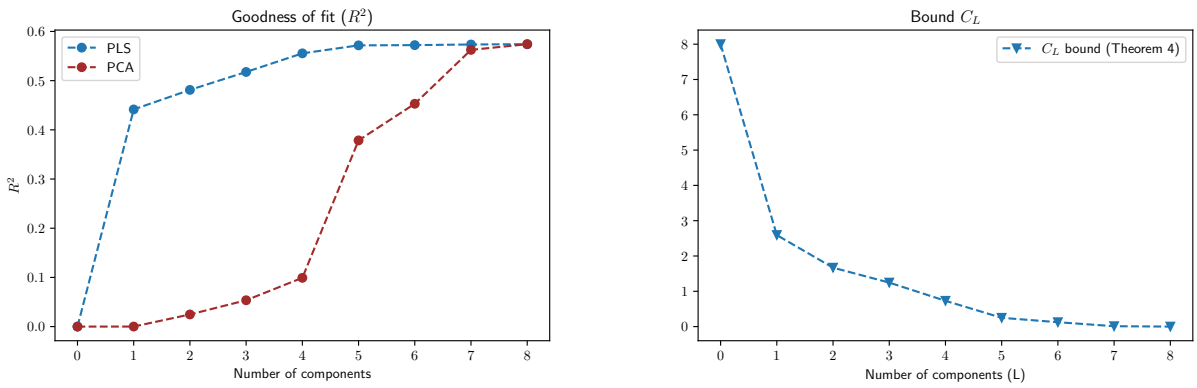 Goodness of fit (R²)
PLS
PCA
R²
0.6
0.5
0.4
0.3
0.2
0.1
0.0
0 1 2 3 4 5 6 7 8
Number of components
Bound C_L
C_L bound (Theorem 4)
8
7
6
5
4
3
2
1
0
0 1 2 3 4 5 6 7 8
Number of components (L)